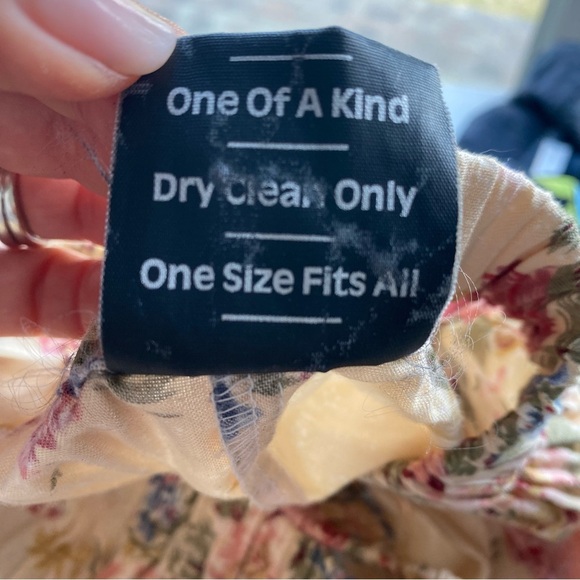 One Of A Kind
Dry Clean Only
One Size Fits All